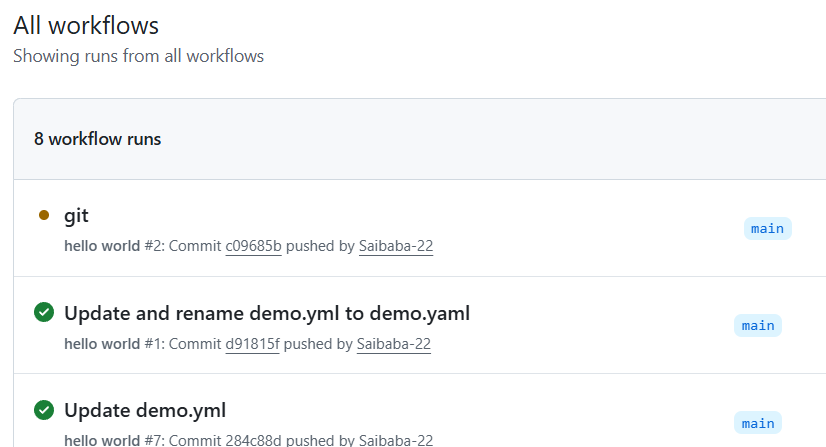 All workflows
Showing runs from all workflows
8 workflow runs
git
main
hello world #2: Commit c09685b pushed by Saibaba-22
Update and rename demo.yml to demo.yaml
main
hello world #1: Commit d91815f pushed by Saibaba-22
Update demo.yml
main
hello world #7: Commit 284c88d pushed by Saibaba-22